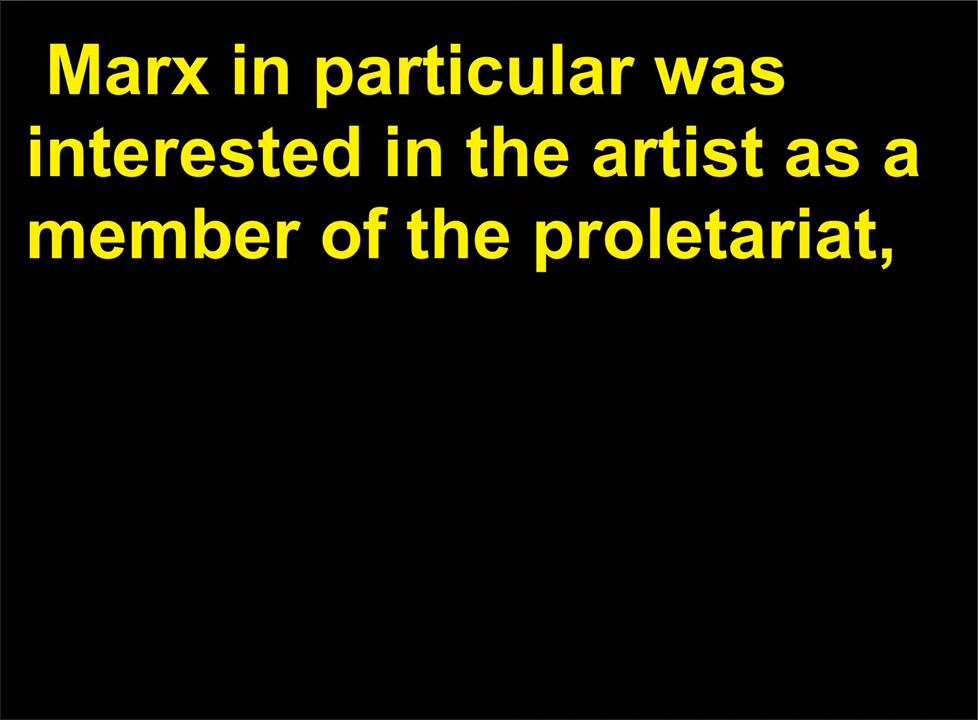 Marx in particular was
interested in the artist as a
member of the proletariat,